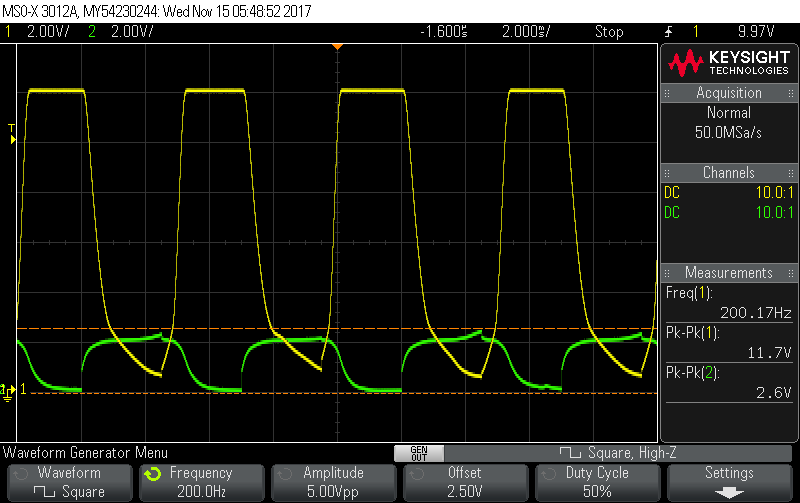 MSO-X 3012A, MY54230244: Wed Nov 15 05:48:52 2017
1 2.00V/ 2 2.00V/ -1.600s 2.000ms/ Stop 1 9.97V
KEYSIGHT
TECHNOLOGIES
Acquisition
Normal
50.0MSa/s
Channels
DC 10.0:1
DC 10.0:1
Measurements
Freq(1):
200.17Hz
Pk-Pk(1):
11.7V
Pk-Pk(2):
2.6V
T
1
Waveform Generator Menu
GEN OUT
Square, High-Z
Waveform
Square
Frequency
200.0Hz
Amplitude
5.00Vpp
Offset
2.50V
Duty Cycle
50%
Settings